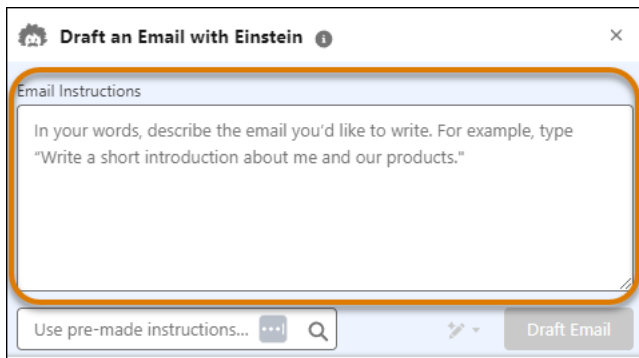 Draft an Email with Einstein
Email Instructions
In your words, describe the email you'd like to write. For example, type
“Write a short introduction about me and our products."
Use pre-made instructions...
Draft Email